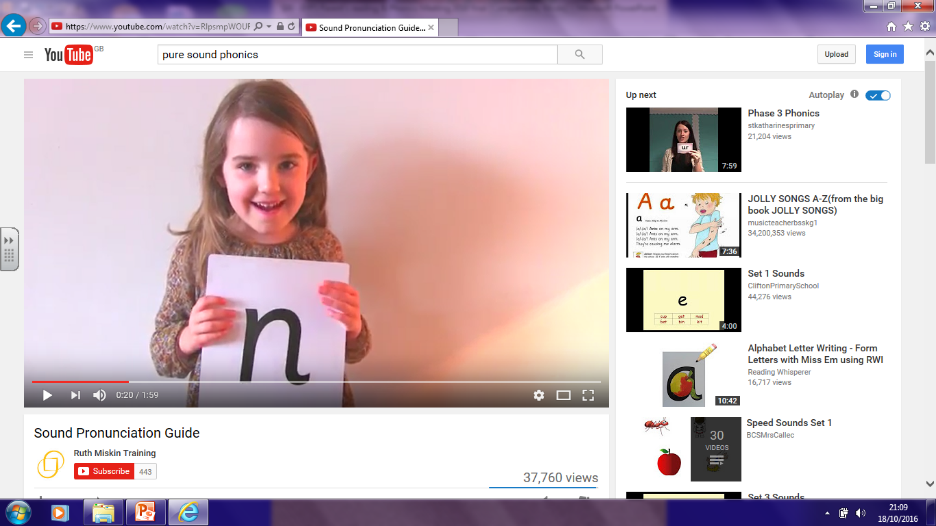 https://www.youtube.com/watch?v=RlpsmpWOUF
Sound Pronunciation Guide...
YouTube GB
pure sound phonics
Upload
Sign in
n
0:20 / 1:59
Sound Pronunciation Guide
Ruth Miskin Training
Subscribe 443
37,760 views
Up next
Autoplay
ur
7:59
Phase 3 Phonics
stkatharinesprimary
21,204 views
A a
a
7:36
JOLLY SONGS A-Z(from the big
book JOLLY SONGS)
musicteacherbsskg1
34,200,353 views
e
4:00
Set 1 Sounds
CliftonPrimarySchool
44,276 views
a
10:42
Alphabet Letter Writing - Form
Letters with Miss Em using RWI
Reading Whisperer
16,717 views
30
VIDEOS
Speed Sounds Set 1
BCSMrsCallec
Set 3 Sounds
21:09
18/10/2016